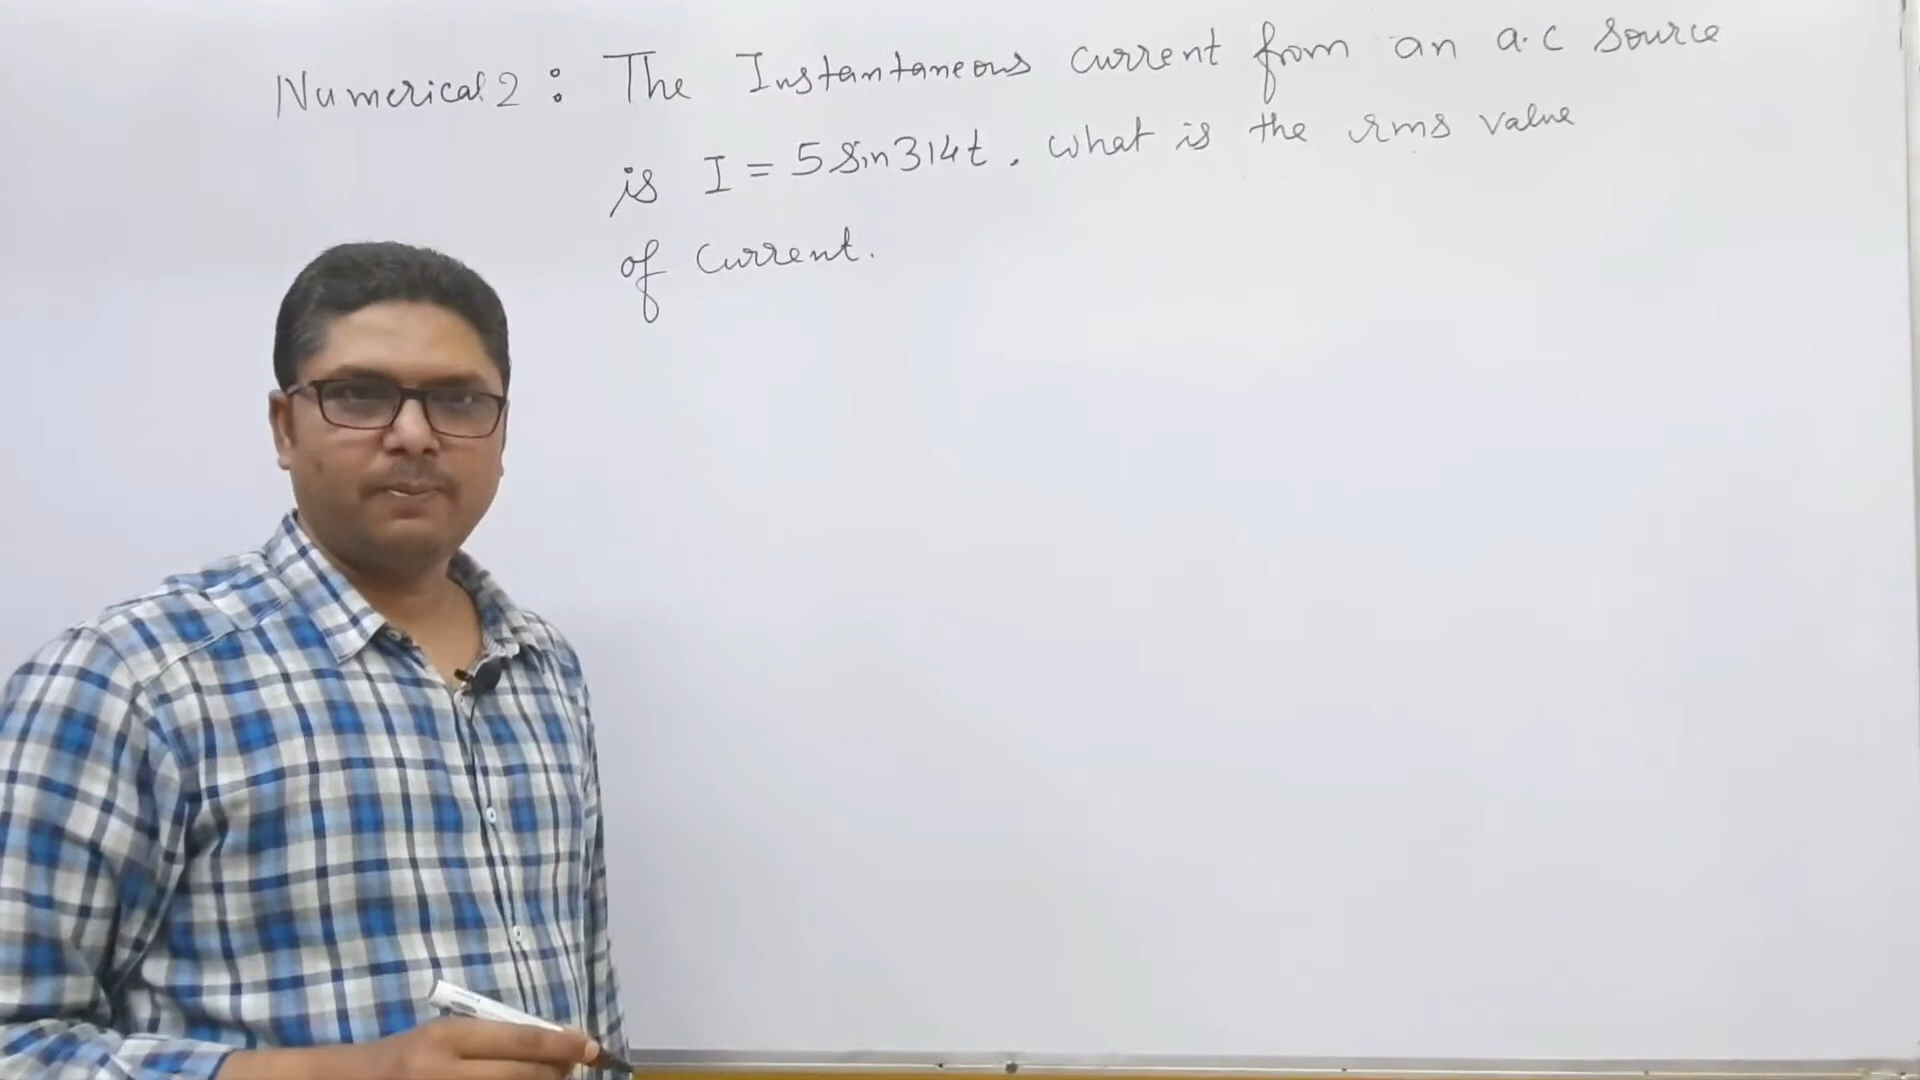 Numerical 2 : The Instantaneous current from an a.c source
is I = 5 Sin 314t . what is the rms value
of current.